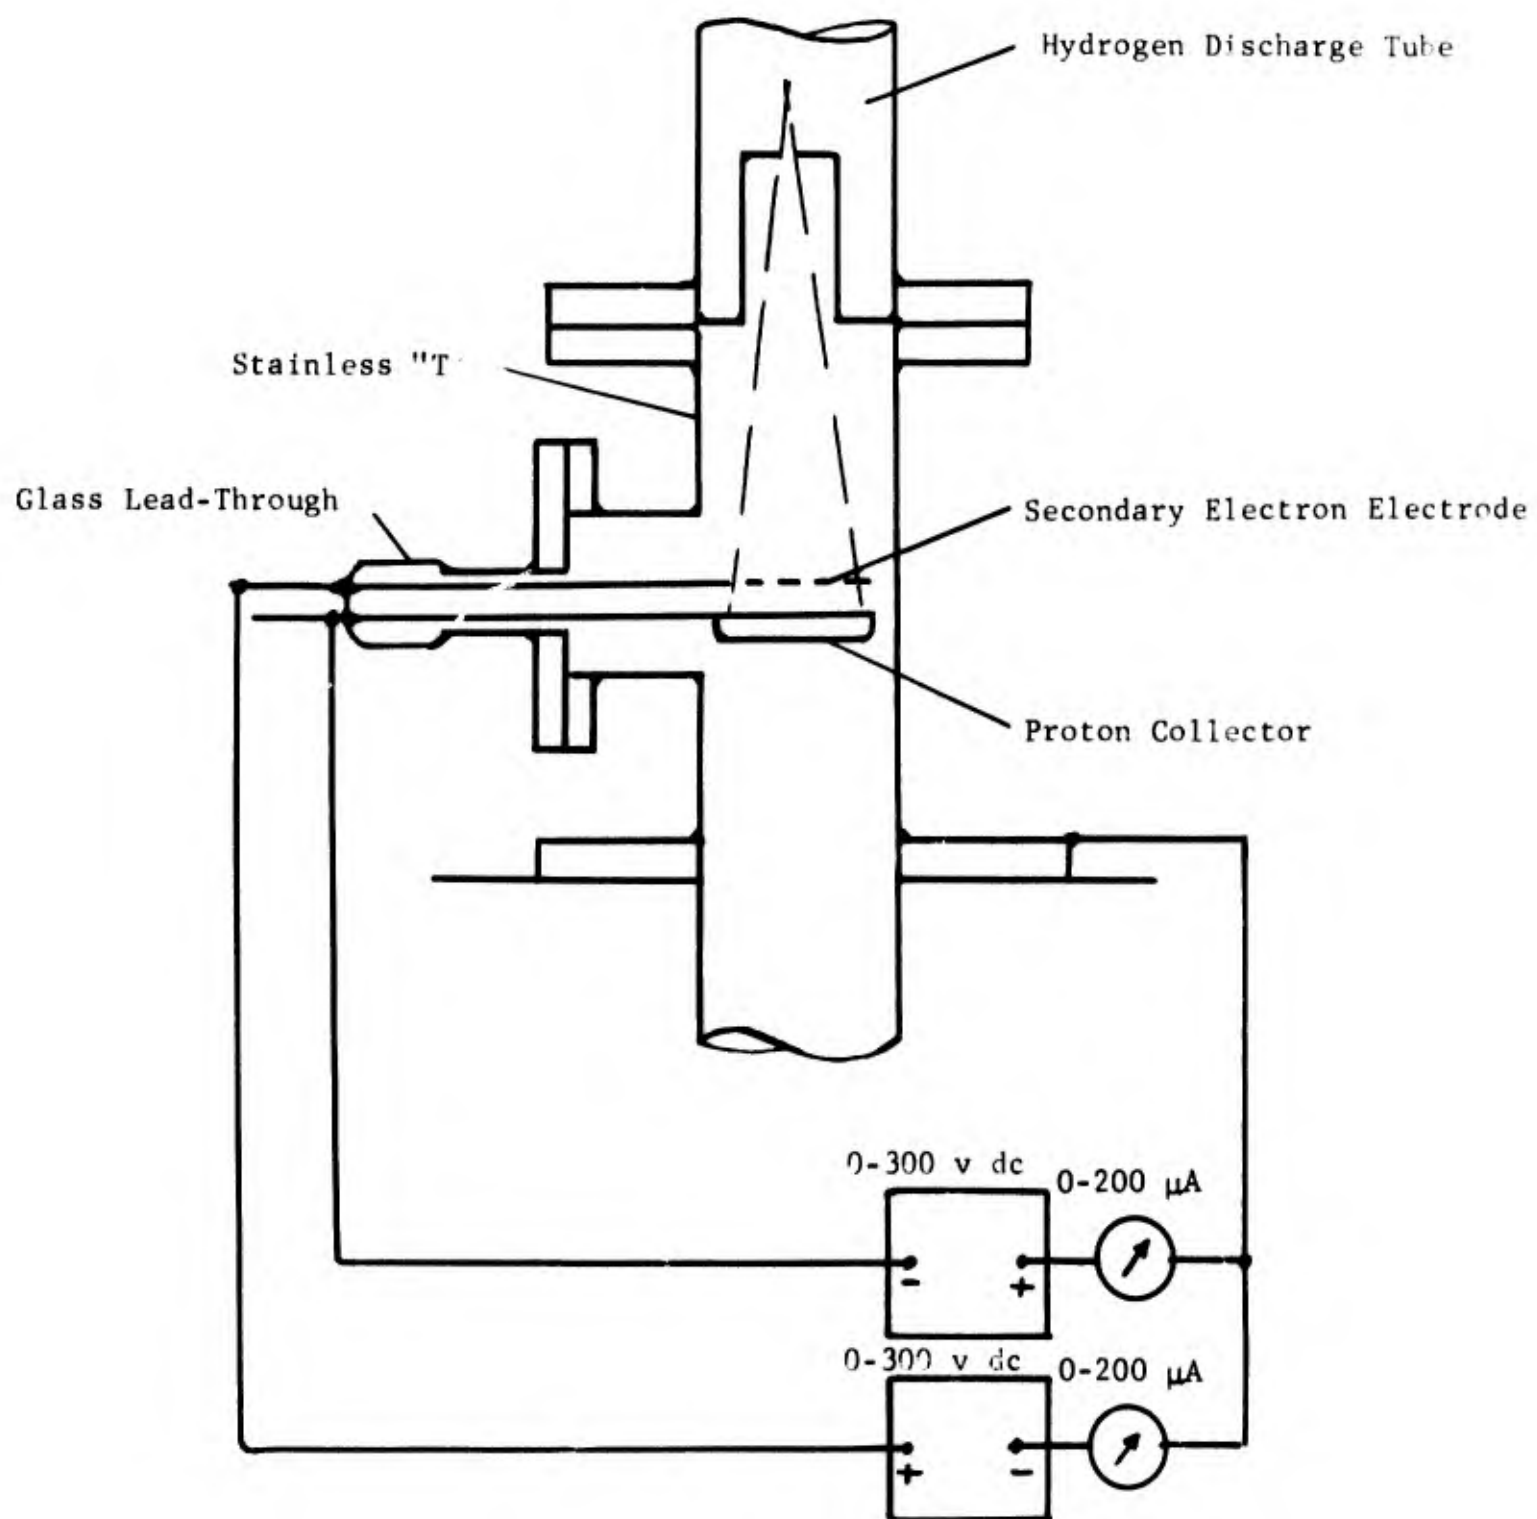 Hydrogen Discharge Tube
Stainless "T
Glass Lead-Through
Secondary Electron Electrode
Proton Collector
0-300 v dc
0-200 μA
-
+
0-300 v dc
0-200 μA
+
-